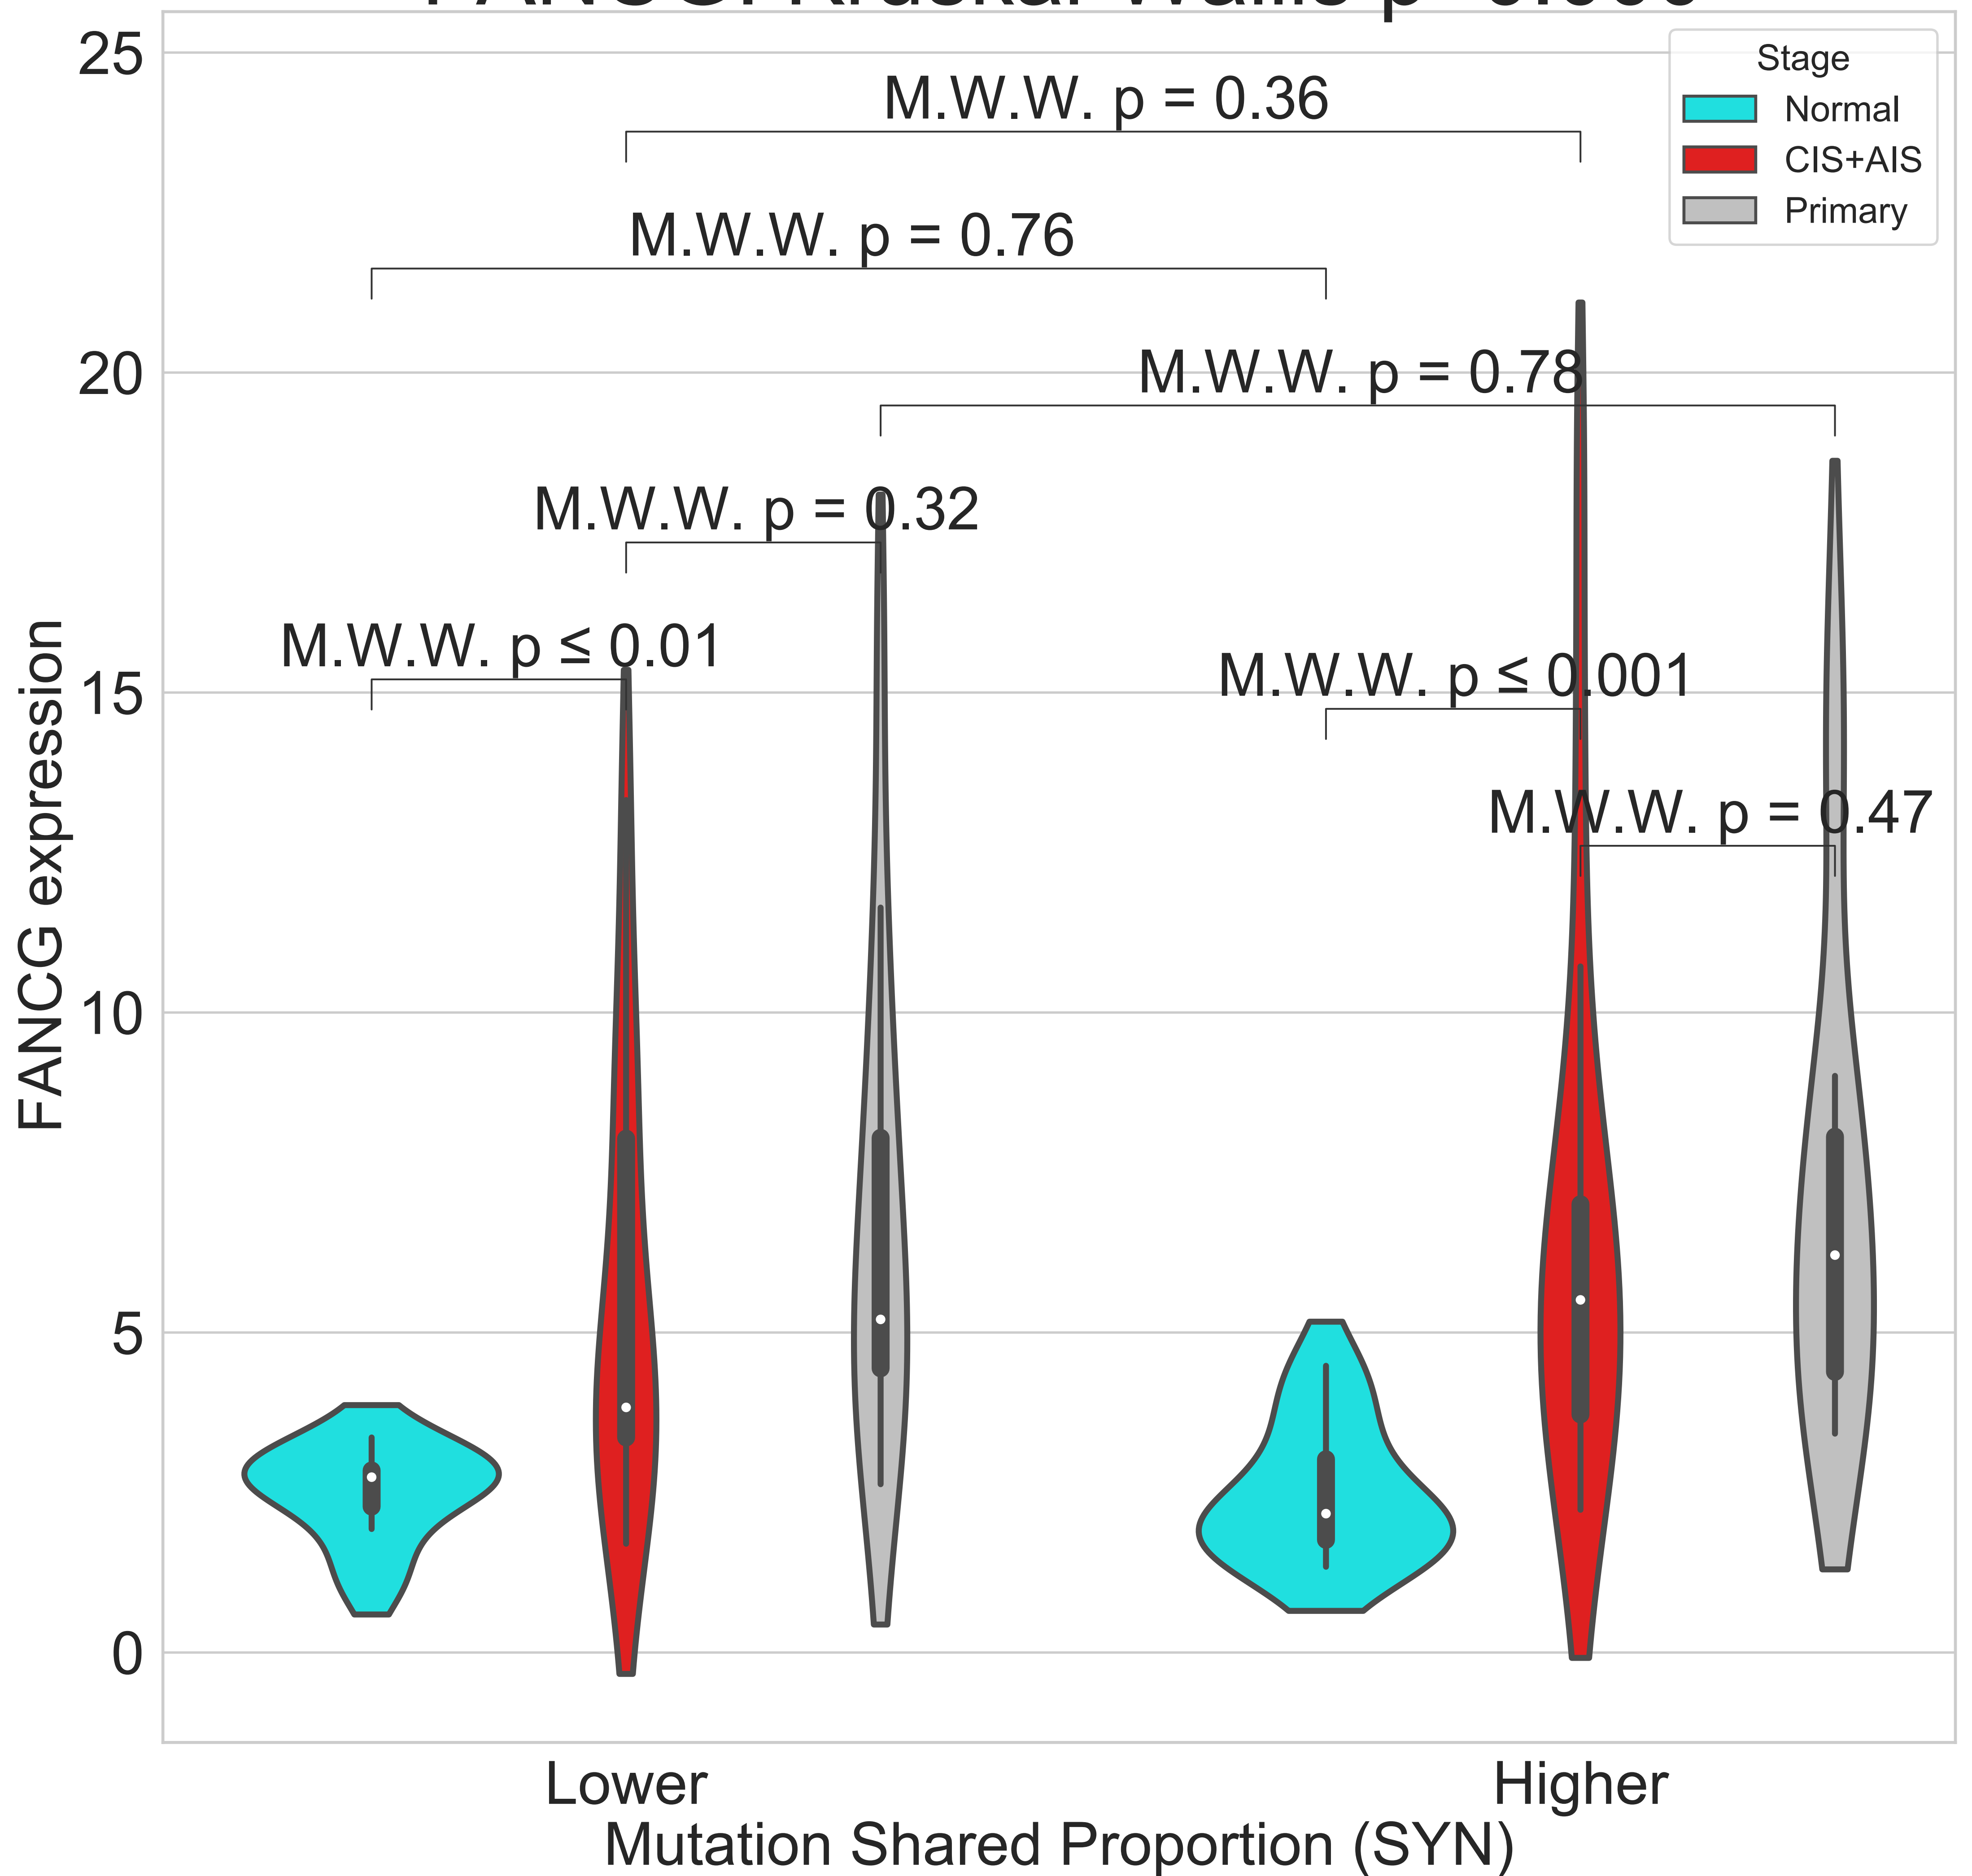 25
M.W.W. p = 0.36
Stage
Normal
CIS+AIS
Primary
M.W.W. p = 0.76
20
M.W.W. p = 0.78
M.W.W. p = 0.32
M.W.W. p ≤ 0.01
15
M.W.W. p ≤ 0.001
M.W.W. p = 0.47
FANCG expression
10
5
0
Lower
Higher
Mutation Shared Proportion (SYN)